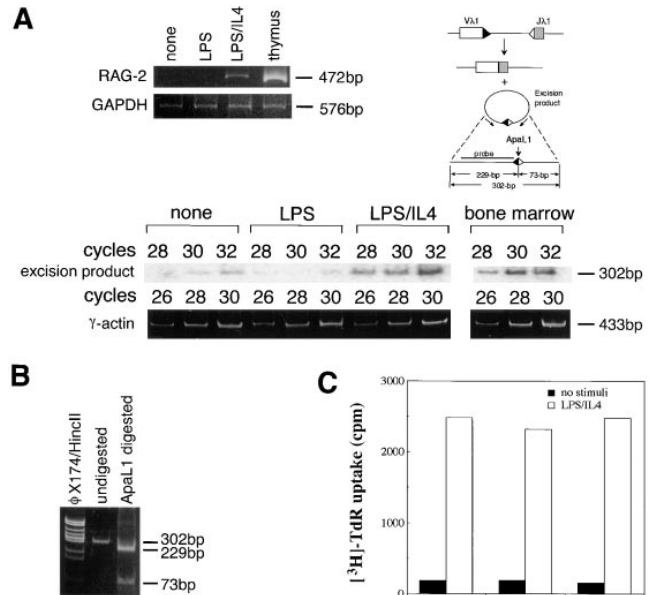 A
none
LPS
LPS/IL4
thymus
RAG-2
472bp
GAPDH
576bp
Vλ1
Jλ1
+
Excision
product
ApaL1
probe
229-bp
73-bp
302-bp
none LPS LPS/IL4 bone marrow
cycles 28 30 32 28 30 32 28 30 32 28 30 32
excision product 302bp
cycles 26 28 30 26 28 30 26 28 30 26 28 30
γ-actin 433bp
B
φX174/HincII
undigested
ApaL1 digested
302bp
229bp
73bp
C
[³H]-TdR uptake (cpm)
3000
2000
1000
0
no stimuli
LPS/IL4